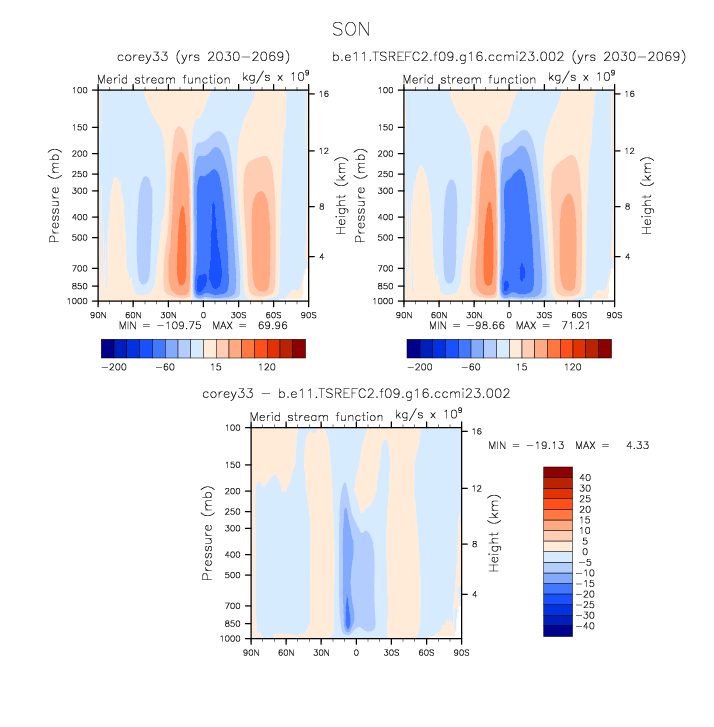 SON
corey33 (yrs 2030-2069)
b.e11.TSREFC2.f09.g16.ccmi23.002 (yrs 2030-2069)
Merid stream function kg/s x 10⁹
Merid stream function kg/s x 10⁹
Pressure (mb)
100
150
200
250
300
400
500
700
850
1000
16
12
8
4
Height (km)
90N 60N 30N 0 30S 60S 90S
MIN = -109.75 MAX = 69.96
-200 -60 15 120
Pressure (mb)
100
150
200
250
300
400
500
700
850
1000
16
12
8
4
Height (km)
90N 60N 30N 0 30S 60S 90S
MIN = -98.66 MAX = 71.21
-200 -60 15 120
corey33 - b.e11.TSREFC2.f09.g16.ccmi23.002
Merid stream function kg/s x 10⁹
Pressure (mb)
100
150
200
250
300
400
500
700
850
1000
16
12
8
4
Height (km)
90N 60N 30N 0 30S 60S 90S
MIN = -19.13 MAX = 4.33
40
30
25
20
15
10
5
0
-5
-10
-15
-20
-25
-30
-40